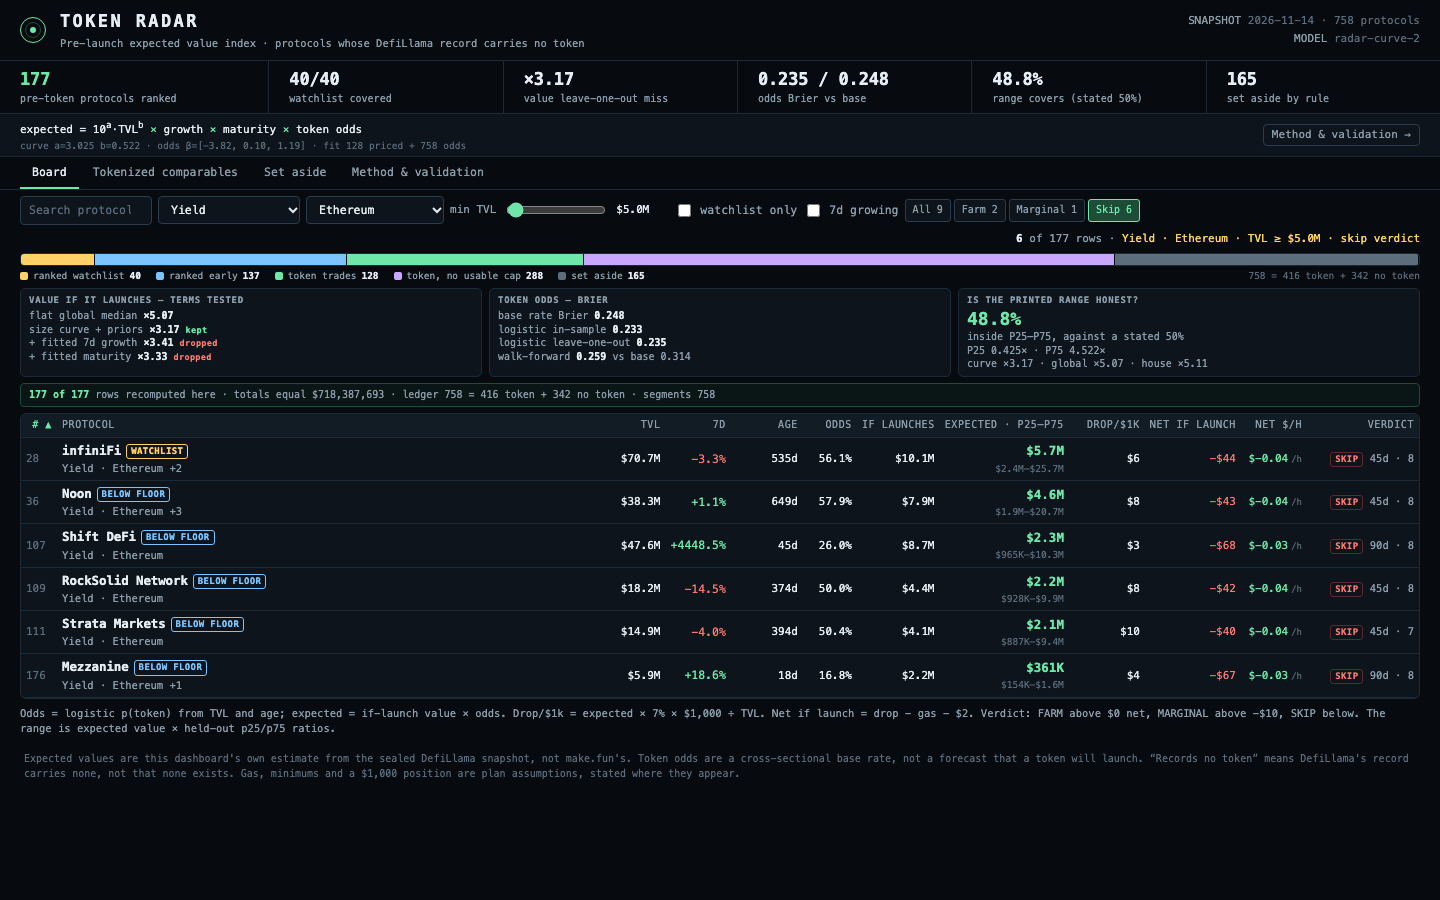 TOKEN RADAR
Pre-launch expected value index · protocols whose DefiLlama record carries no token
SNAPSHOT 2026-11-14 · 758 protocols
MODEL radar-curve-2
177
pre-token protocols ranked
40/40
watchlist covered
×3.17
value leave-one-out miss
0.235 / 0.248
odds Brier vs base
48.8%
range covers (stated 50%)
165
set aside by rule
expected = 10ᵃ·TVLᵇ × growth × maturity × token odds
curve a=3.025 b=0.522 · odds β=[−3.82, 0.10, 1.19] · fit 128 priced + 758 odds
Method & validation →
Board Tokenized comparables Set aside Method & validation
Search protocol Yield Ethereum min TVL $5.0M watchlist only 7d growing All 9 Farm 2 Marginal 1 Skip 6
6 of 177 rows · Yield · Ethereum · TVL ≥ $5.0M · skip verdict
ranked watchlist 40 ranked early 137 token trades 128 token, no usable cap 288 set aside 165
758 = 416 token + 342 no token
VALUE IF IT LAUNCHES — TERMS TESTED
flat global median ×5.07
size curve + priors ×3.17 kept
+ fitted 7d growth ×3.41 dropped
+ fitted maturity ×3.33 dropped
TOKEN ODDS — BRIER
base rate Brier 0.248
logistic in-sample 0.233
logistic leave-one-out 0.235
walk-forward 0.259 vs base 0.314
IS THE PRINTED RANGE HONEST?
48.8%
inside P25–P75, against a stated 50%
P25 0.425× · P75 4.522×
curve ×3.17 · global ×5.07 · house ×5.11
177 of 177 rows recomputed here · totals equal $718,387,693 · ledger 758 = 416 token + 342 no token · segments 758
# ▲ PROTOCOL TVL 7D AGE ODDS IF LAUNCHES EXPECTED · P25–P75 DROP/$1K NET IF LAUNCH NET $/H VERDICT
28 infiniFi WATCHLIST $70.7M −3.3% 535d 56.1% $10.1M $5.7M $6 −$44 $−0.04 /h SKIP 45d · 8
Yield · Ethereum +2 $2.4M–$25.7M
36 Noon BELOW FLOOR $38.3M +1.1% 649d 57.9% $7.9M $4.6M $8 −$43 $−0.04 /h SKIP 45d · 8
Yield · Ethereum +3 $1.9M–$20.7M
107 Shift DeFi BELOW FLOOR $47.6M +4448.5% 45d 26.0% $8.7M $2.3M $3 −$68 $−0.03 /h SKIP 90d · 8
Yield · Ethereum $965K–$10.3M
109 RockSolid Network BELOW FLOOR $18.2M −14.5% 374d 50.0% $4.4M $2.2M $8 −$42 $−0.04 /h SKIP 45d · 8
Yield · Ethereum $928K–$9.9M
111 Strata Markets BELOW FLOOR $14.9M −4.0% 394d 50.4% $4.1M $2.1M $10 −$40 $−0.04 /h SKIP 45d · 7
Yield · Ethereum $887K–$9.4M
176 Mezzanine BELOW FLOOR $5.9M +18.6% 18d 16.8% $2.2M $361K $4 −$67 $−0.03 /h SKIP 90d · 8
Yield · Ethereum +1 $154K–$1.6M
Odds = logistic p(token) from TVL and age; expected = if-launch value × odds. Drop/$1k = expected × 7% × $1,000 ÷ TVL. Net if launch = drop − gas − $2. Verdict: FARM above $0 net, MARGINAL above −$10, SKIP below. The
range is expected value × held-out p25/p75 ratios.
Expected values are this dashboard's own estimate from the sealed DefiLlama snapshot, not make.fun's. Token odds are a cross-sectional base rate, not a forecast that a token will launch. “Records no token” means DefiLlama's record
carries none, not that none exists. Gas, minimums and a $1,000 position are plan assumptions, stated where they appear.